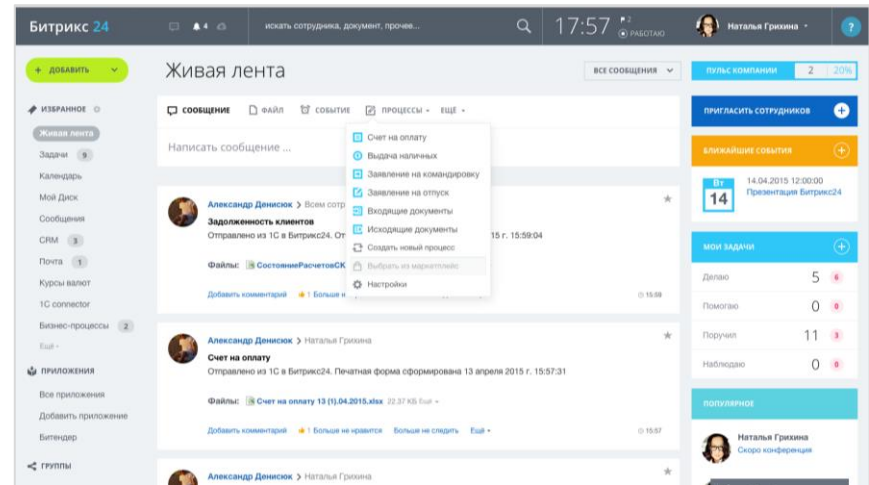 Битрикс 24
4
искать сотрудника, документ, прочее...
17:57
2
РАБОТАЮ
Наталья Грихина
?
+ ДОБАВИТЬ
Живая лента
ВСЕ СООБЩЕНИЯ
ПУЛЬС КОМПАНИИ 2 20%
ИЗБРАННОЕ
Живая лента
Задачи 9
Календарь
Мой Диск
Сообщения
CRM 3
Почта 1
Курсы валют
1C connector
Бизнес-процессы 2
Ещё
ПРИЛОЖЕНИЯ
Все приложения
Добавить приложение
Битендер
ГРУППЫ
СООБЩЕНИЕ ФАЙЛ СОБЫТИЕ ПРОЦЕССЫ ЕЩЁ
Написать сообщение ...
Счет на оплату
Выдача наличных
Заявление на командировку
Заявление на отпуск
Входящие документы
Исходящие документы
Создать новый процесс
Выбрать из маркетплейс
Настройки
Александр Денисюк > Всем сотр
Задолженность клиентов
Отправлено из 1С в Битрикс24. От
15 г. 15:59:04
Файлы: СостояниеРасчетовСК
Добавить комментарий 1 Больше н
15:59
Александр Денисюк > Наталья Грихина
Счет на оплату
Отправлено из 1С в Битрикс24. Печатная форма сформирована 13 апреля 2015 г. 15:57:31
Файлы: Счет на оплату 13 (1).04.2015.xlsx 22.37 КБ Ещё
Добавить комментарий 1 Больше не нравится Больше не следить Ещё
15:57
Александр Денисюк > Наталья Грихина
ПРИГЛАСИТЬ СОТРУДНИКОВ +
БЛИЖАЙШИЕ СОБЫТИЯ +
Вт
14
14.04.2015 12:00:00
Презентация Битрикс24
МОИ ЗАДАЧИ +
Делаю 5 6
Помогаю 0 0
Поручил 11 3
Наблюдаю 0 0
ПОПУЛЯРНОЕ
Наталья Грихина
Скоро конференция